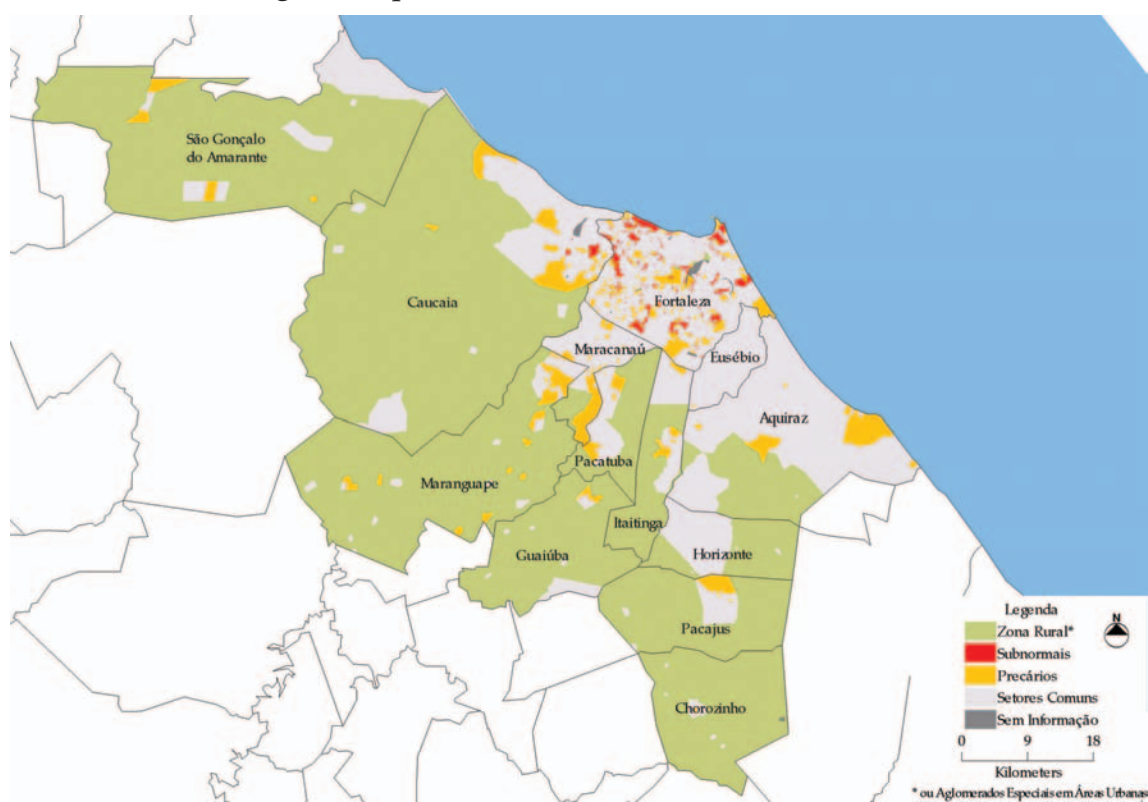 São Gonçalo
do Amarante
Caucaia
Fortaleza
Maracanaú
Eusébio
Aquiraz
Pacatuba
Maranguape
Itaitinga
Guaiúba
Horizonte
Pacajus
Chorozinho
Legenda
Zona Rural*
Subnormais
Precários
Setores Comuns
Sem Informação
N
0 9 18
Kilometers
* ou Aglomerados Especiais em Áreas Urbanas